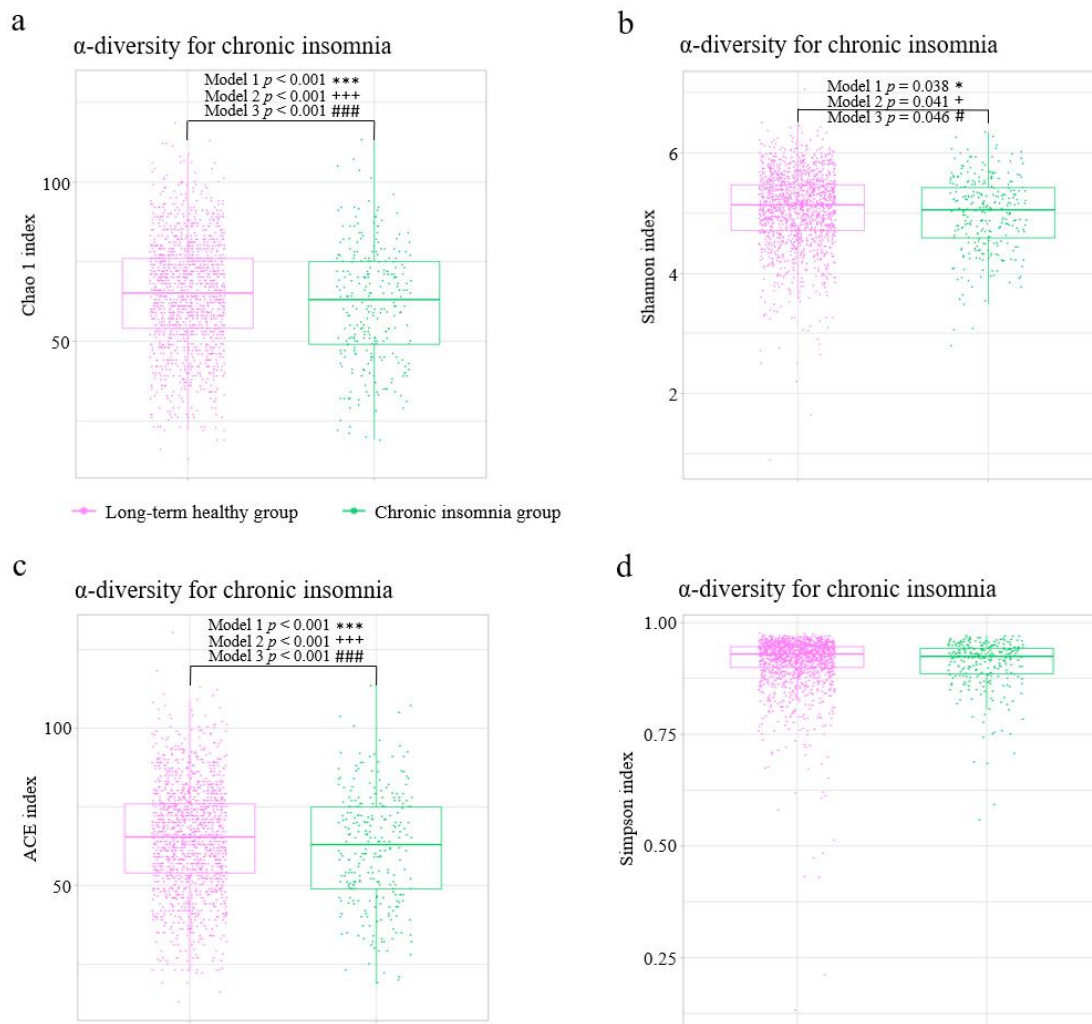 a
α-diversity for chronic insomnia
Model 1 p < 0.001 ***
Model 2 p < 0.001 +++
Model 3 p < 0.001 ###
Chao 1 index
100
50
b
α-diversity for chronic insomnia
Model 1 p = 0.038 *
Model 2 p = 0.041 +
Model 3 p = 0.046 #
Shannon index
6
4
2
Long-term healthy group
Chronic insomnia group
c
α-diversity for chronic insomnia
Model 1 p < 0.001 ***
Model 2 p < 0.001 +++
Model 3 p < 0.001 ###
ACE index
100
50
d
α-diversity for chronic insomnia
Simpson index
1.00
0.75
0.50
0.25